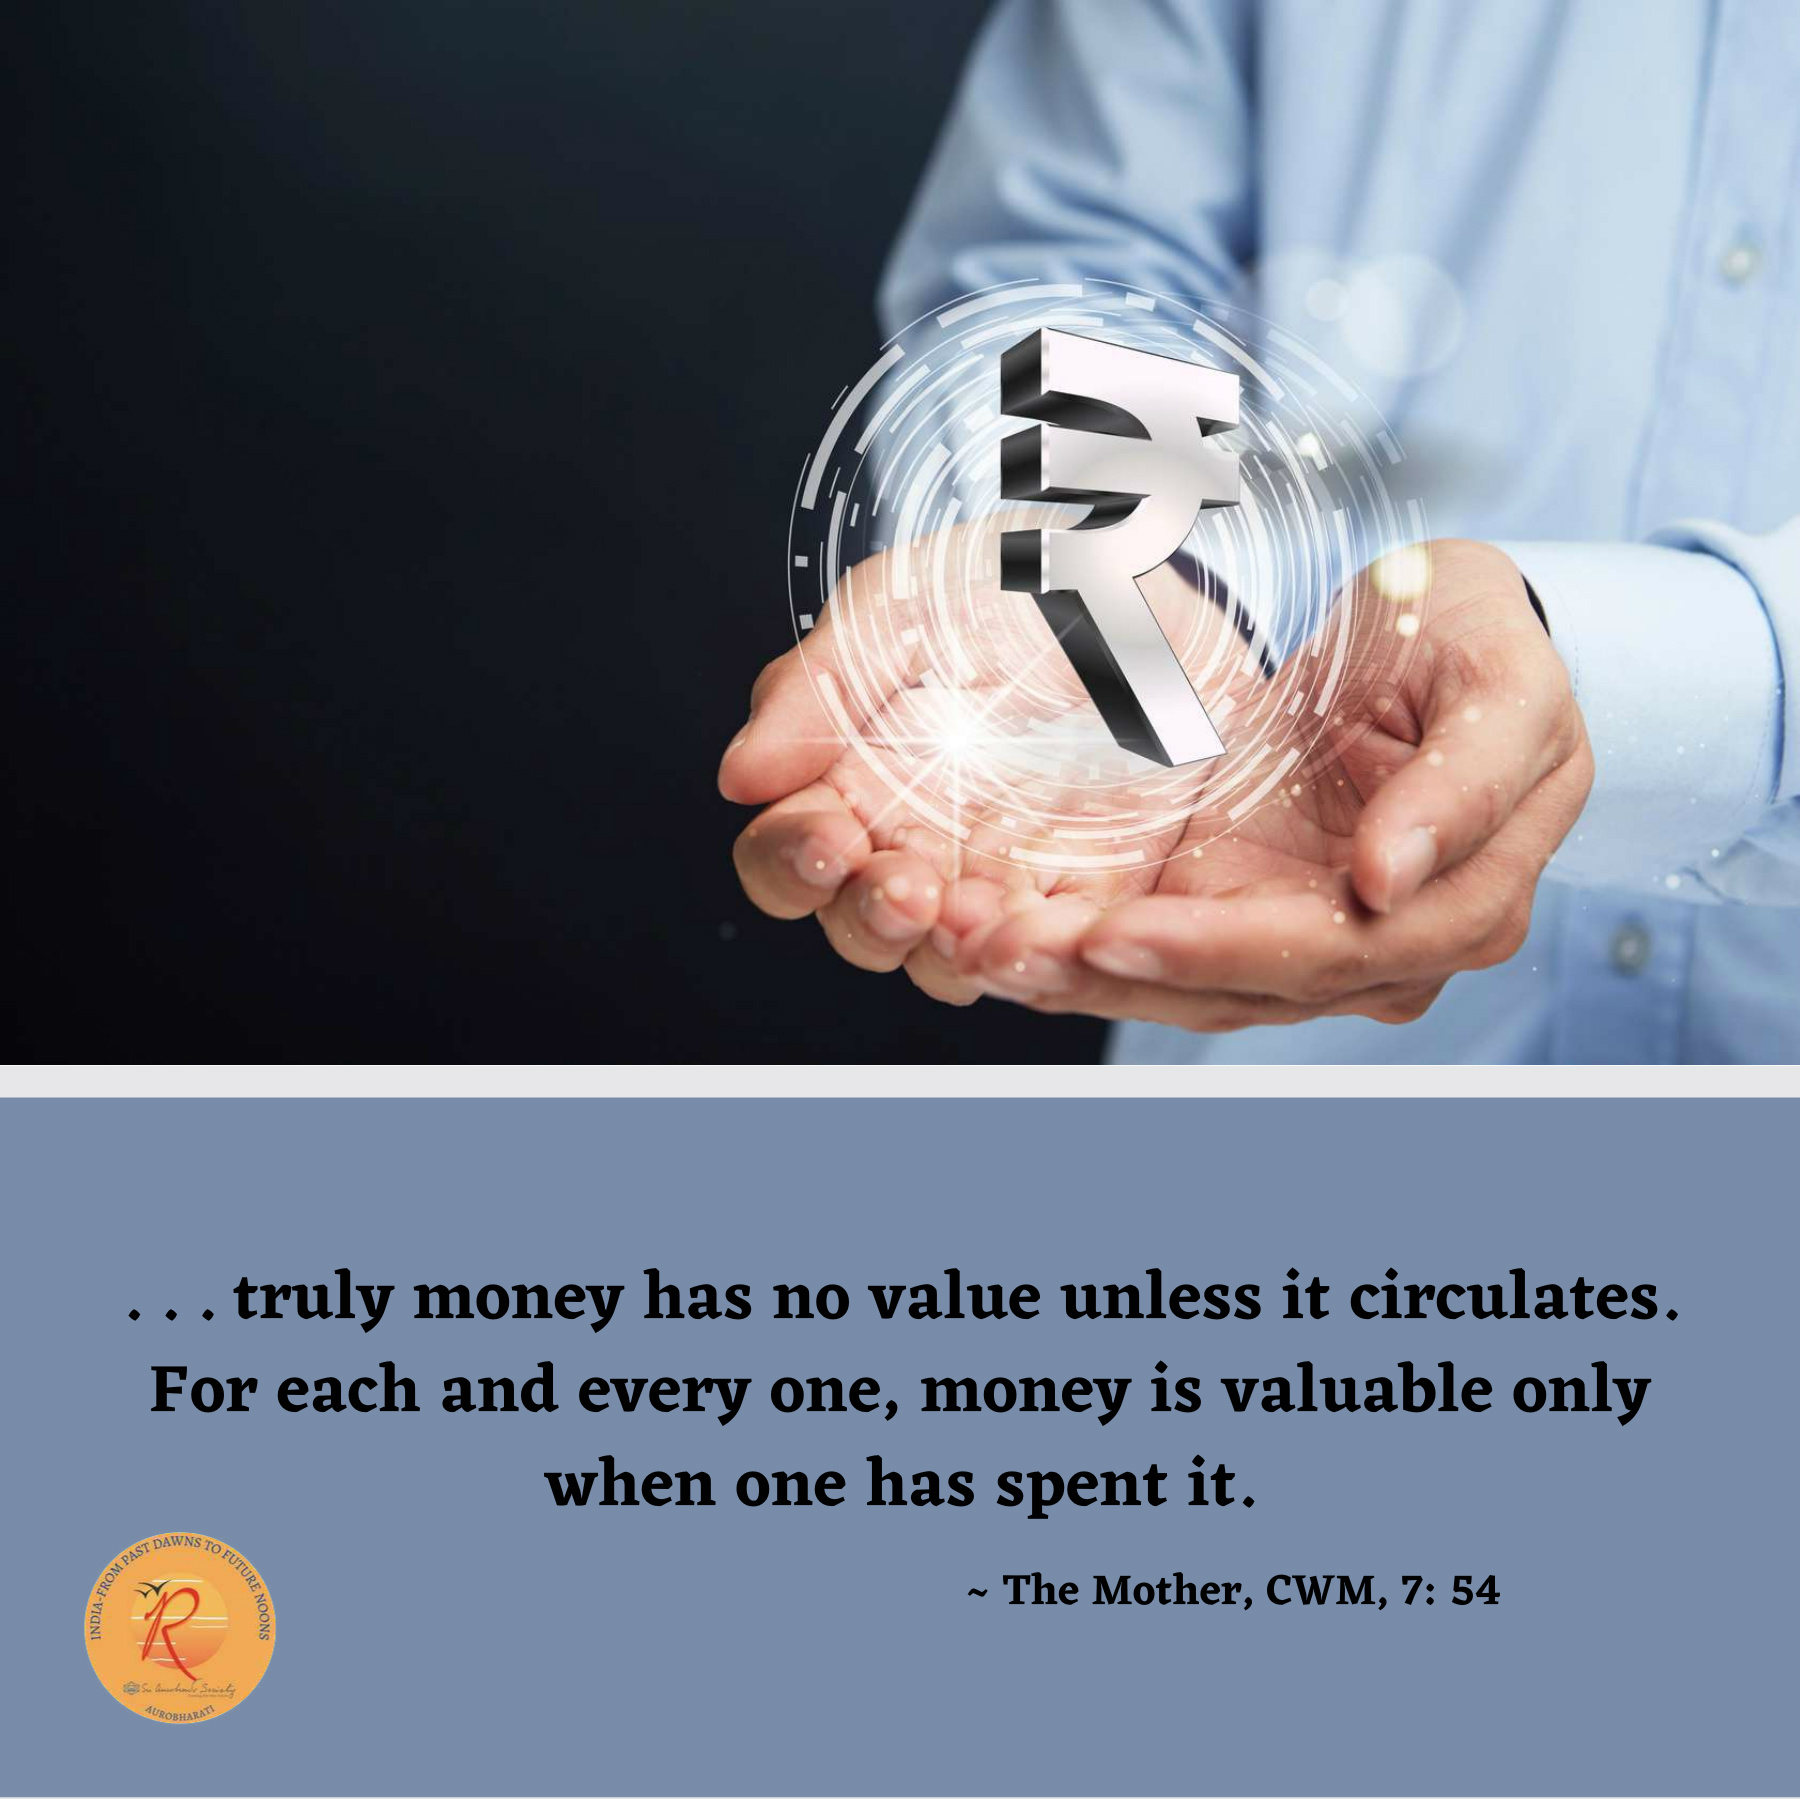 ₹
. . . truly money has no value unless it circulates.
For each and every one, money is valuable only
when one has spent it.
~ The Mother, CWM, 7: 54
INDIA-FROM PAST DAWNS TO FUTURE NOONS
R
Sri Aurobindo Society
AUROBHARATI